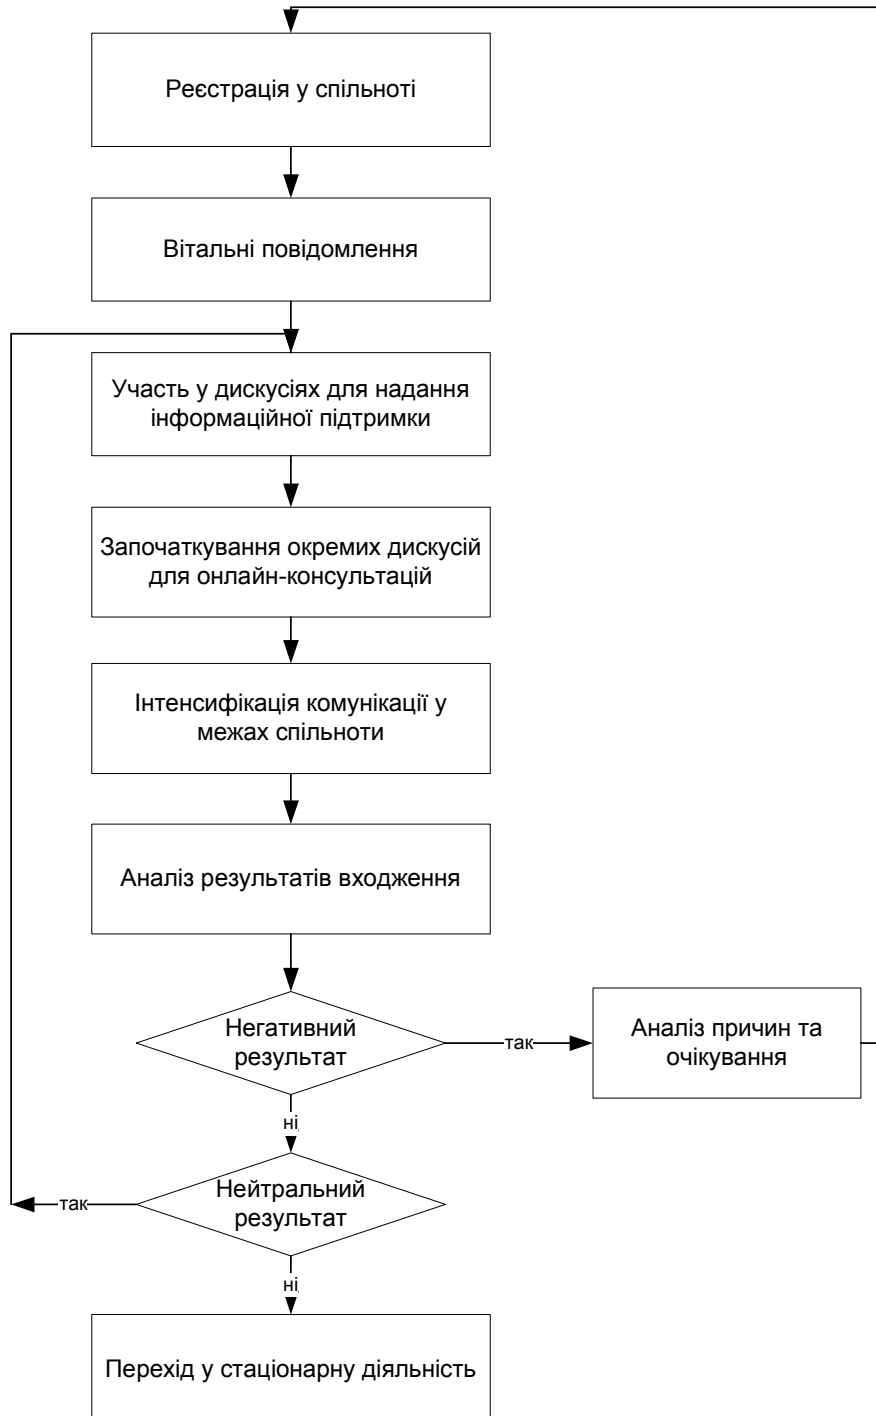 Реєстрація у спільноті
Вітальні повідомлення
Участь у дискусіях для надання
інформаційної підтримки
Започаткування окремих дискусій
для онлайн-консультацій
Інтенсифікація комунікації у
межах спільноти
Аналіз результатів входження
Негативний
результат
так
Аналіз причин та
очікування
ні
Нейтральний
результат
так
ні
Перехід у стаціонарну діяльність